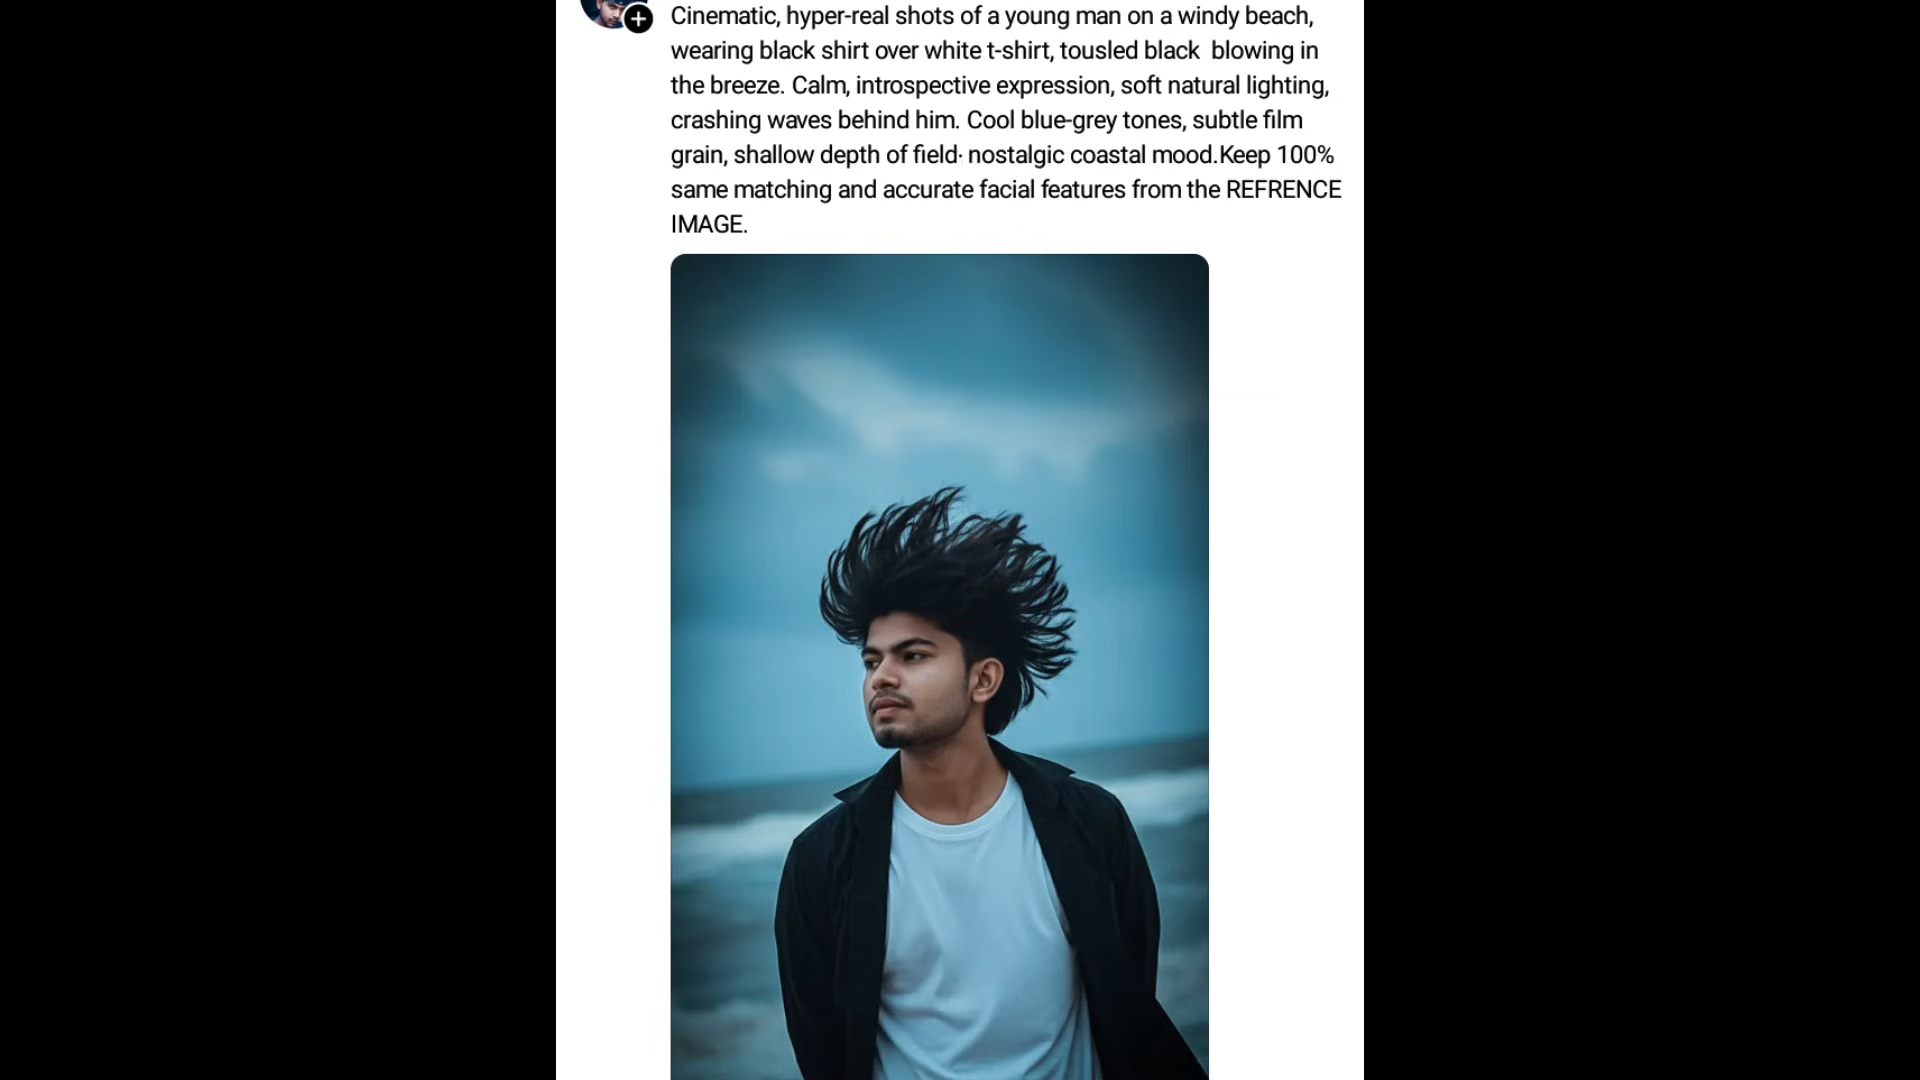 Cinematic, hyper-real shots of a young man on a windy beach,
wearing black shirt over white t-shirt, tousled black  blowing in
the breeze. Calm, introspective expression, soft natural lighting,
crashing waves behind him. Cool blue-grey tones, subtle film
grain, shallow depth of field· nostalgic coastal mood.Keep 100%
same matching and accurate facial features from the REFRENCE
IMAGE.